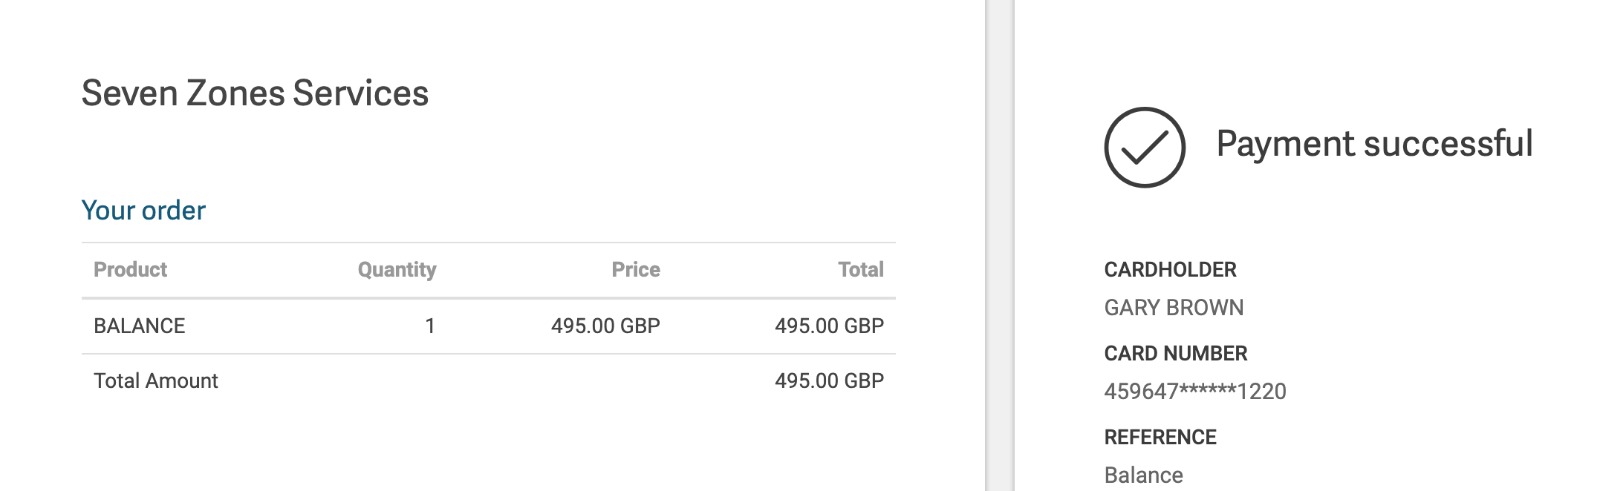 Seven Zones Services
Your order
Product Quantity Price Total
BALANCE 1 495.00 GBP 495.00 GBP
Total Amount 495.00 GBP
Payment successful
CARDHOLDER
GARY BROWN
CARD NUMBER
459647******1220
REFERENCE
Balance